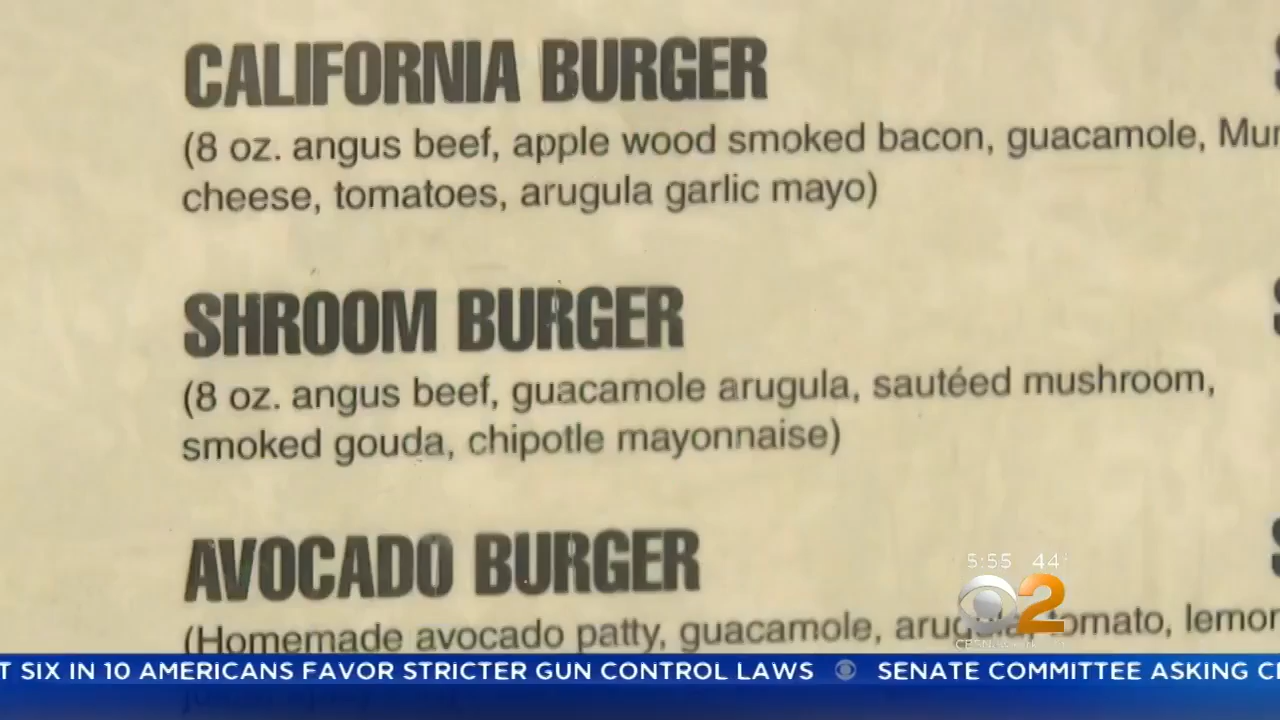 CALIFORNIA BURGER
(8 oz. angus beef, apple wood smoked bacon, guacamole,
cheese, tomatoes, arugula garlic mayo)
SHROOM BURGER
(8 oz. angus beef, guacamole arugula, sautéed mushroom,
smoked gouda, chipotle mayonnaise)
AVOCADO BURGER
(Homemade avocado patty, guacamole, tomato, lemon
5:55 44°
2
T SIX IN 10 AMERICANS FAVOR STRICTER GUN CONTROL LAWS SENATE COMMITTEE ASKING